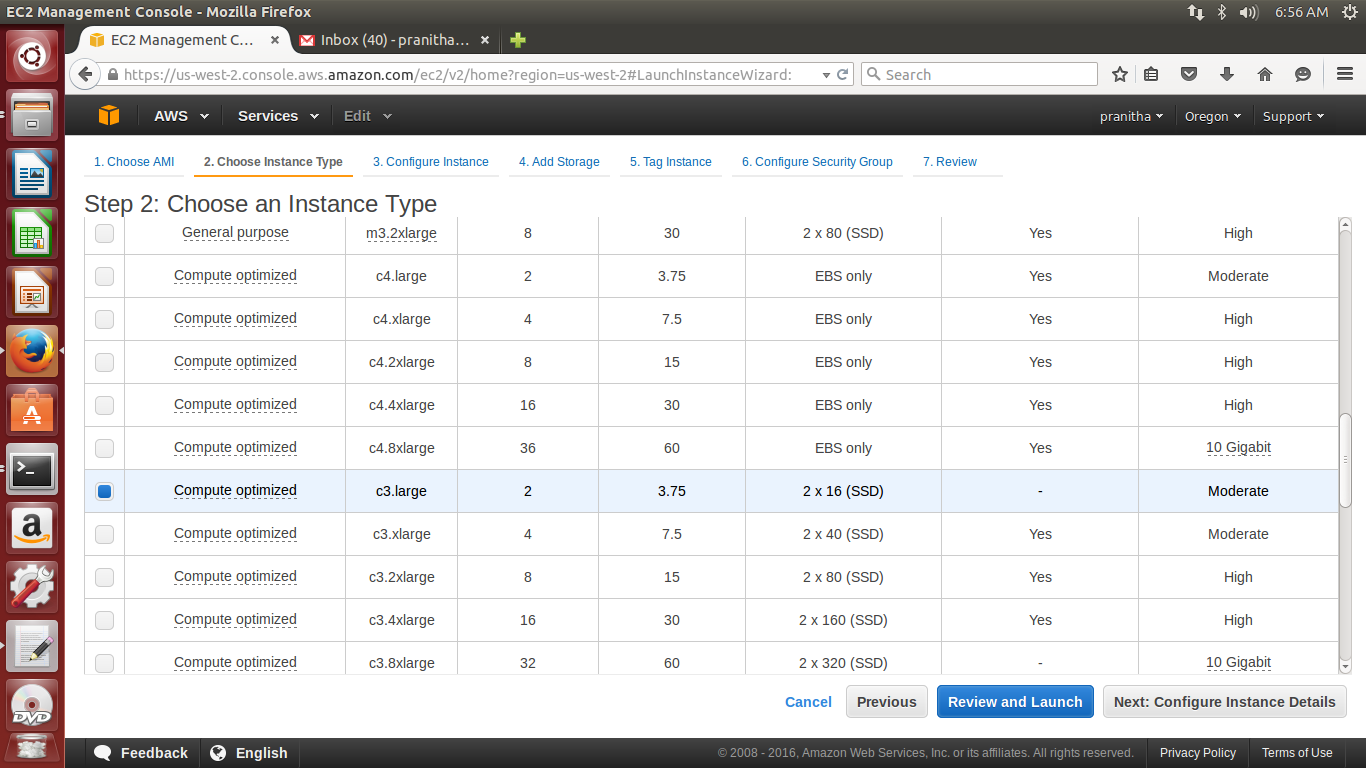 EC2 Management Console - Mozilla Firefox
6:56 AM
EC2 Management C...
Inbox (40) - pranitha...
https://us-west-2.console.aws.amazon.com/ec2/v2/home?region=us-west-2#LaunchInstanceWizard:
Search
AWS Services Edit pranitha Oregon Support
1. Choose AMI 2. Choose Instance Type 3. Configure Instance 4. Add Storage 5. Tag Instance 6. Configure Security Group 7. Review
Step 2: Choose an Instance Type
General purpose m3.2xlarge 8 30 2 x 80 (SSD) Yes High
Compute optimized c4.large 2 3.75 EBS only Yes Moderate
Compute optimized c4.xlarge 4 7.5 EBS only Yes High
Compute optimized c4.2xlarge 8 15 EBS only Yes High
Compute optimized c4.4xlarge 16 30 EBS only Yes High
Compute optimized c4.8xlarge 36 60 EBS only Yes 10 Gigabit
Compute optimized c3.large 2 3.75 2 x 16 (SSD) - Moderate
Compute optimized c3.xlarge 4 7.5 2 x 40 (SSD) Yes Moderate
Compute optimized c3.2xlarge 8 15 2 x 80 (SSD) Yes High
Compute optimized c3.4xlarge 16 30 2 x 160 (SSD) Yes High
Compute optimized c3.8xlarge 32 60 2 x 320 (SSD) - 10 Gigabit
Cancel Previous Review and Launch Next: Configure Instance Details
DVD
Feedback English © 2008 - 2016, Amazon Web Services, Inc. or its affiliates. All rights reserved. Privacy Policy Terms of Use